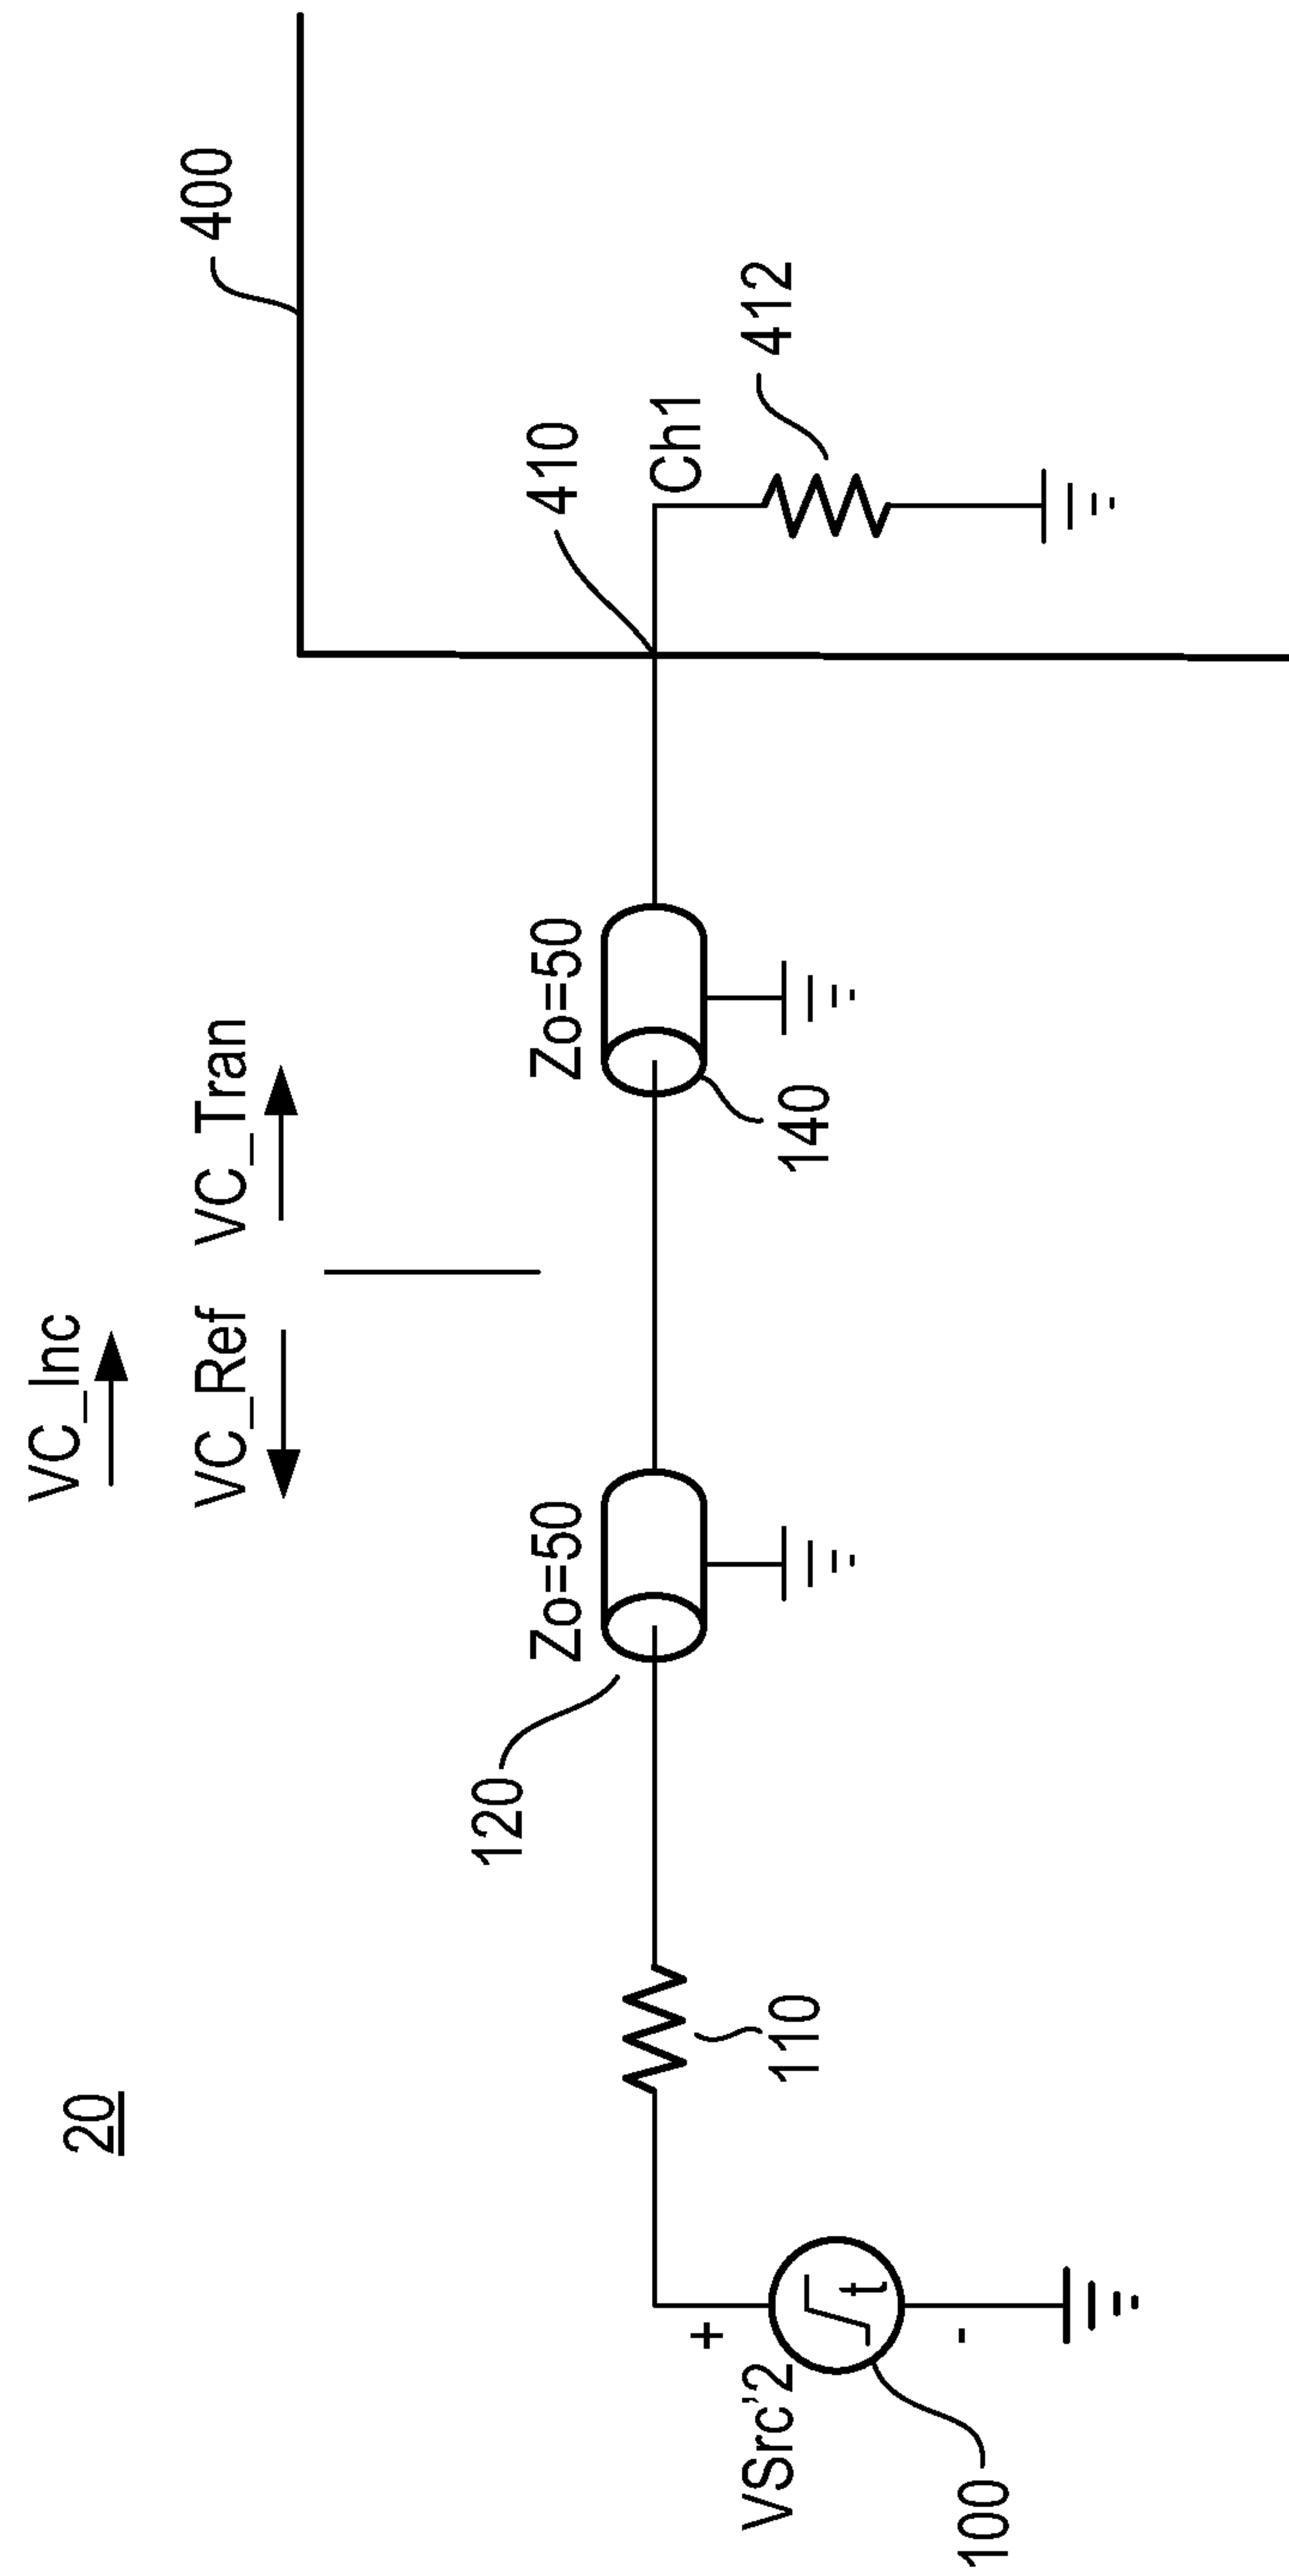 20
VC_Inc
VC_Ref
VC_Tran
400
120
Zo=50
Zo=50
410
Ch1
412
140
110
VSrc'2
+
t
-
100